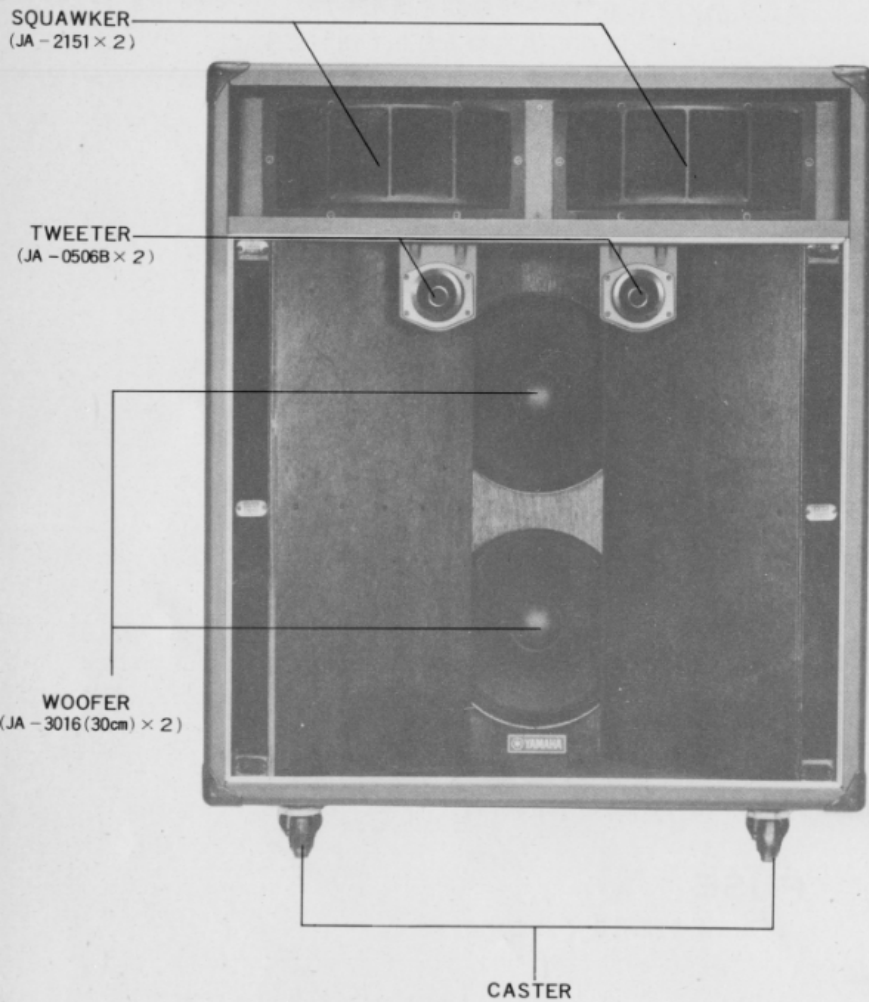 SQUAWKER
(JA-2151×2)
TWEETER
(JA-0506B×2)
WOOFER
(JA-3016(30cm)×2)
YAMAHA
CASTER